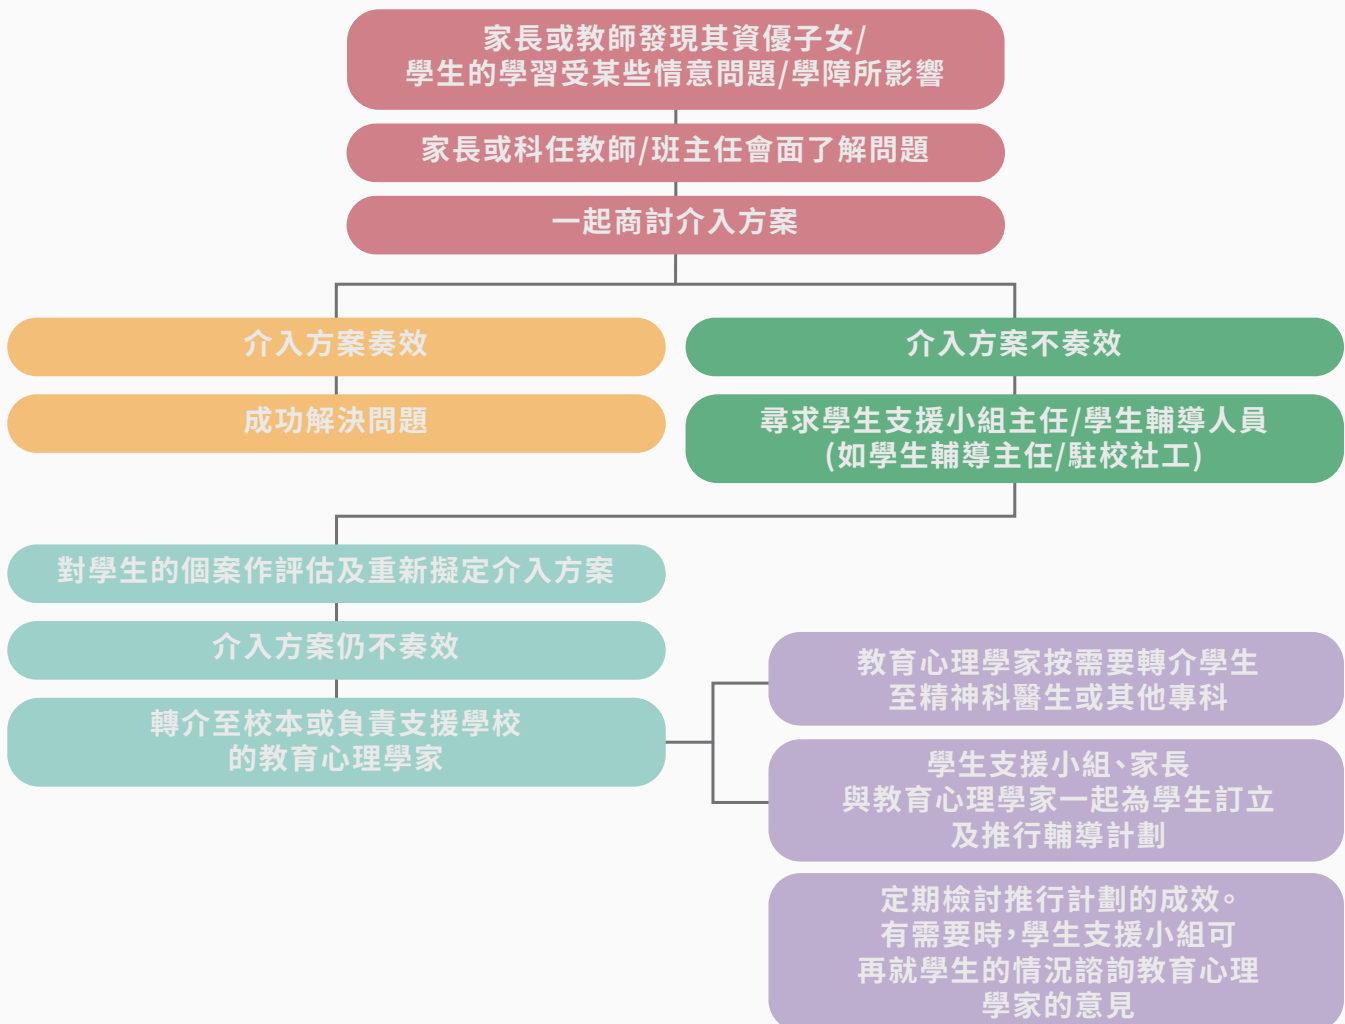 家長或教師發現其資優子女/
學生的學習受某些情意問題/學障所影響
家長或科任教師/班主任會面了解問題
一起商討介入方案
介入方案奏效
介入方案不奏效
成功解決問題
尋求學生支援小組主任/學生輔導人員
(如學生輔導主任/駐校社工)
對學生的個案作評估及重新擬定介入方案
介入方案仍不奏效
轉介至校本或負責支援學校
的教育心理學家
教育心理學家按需要轉介學生
至精神科醫生或其他專科
學生支援小組、家長
與教育心理學家一起為學生訂立
及推行輔導計劃
定期檢討推行計劃的成效。
有需要時,學生支援小組可
再就學生的情況諮詢教育心理
學家的意見